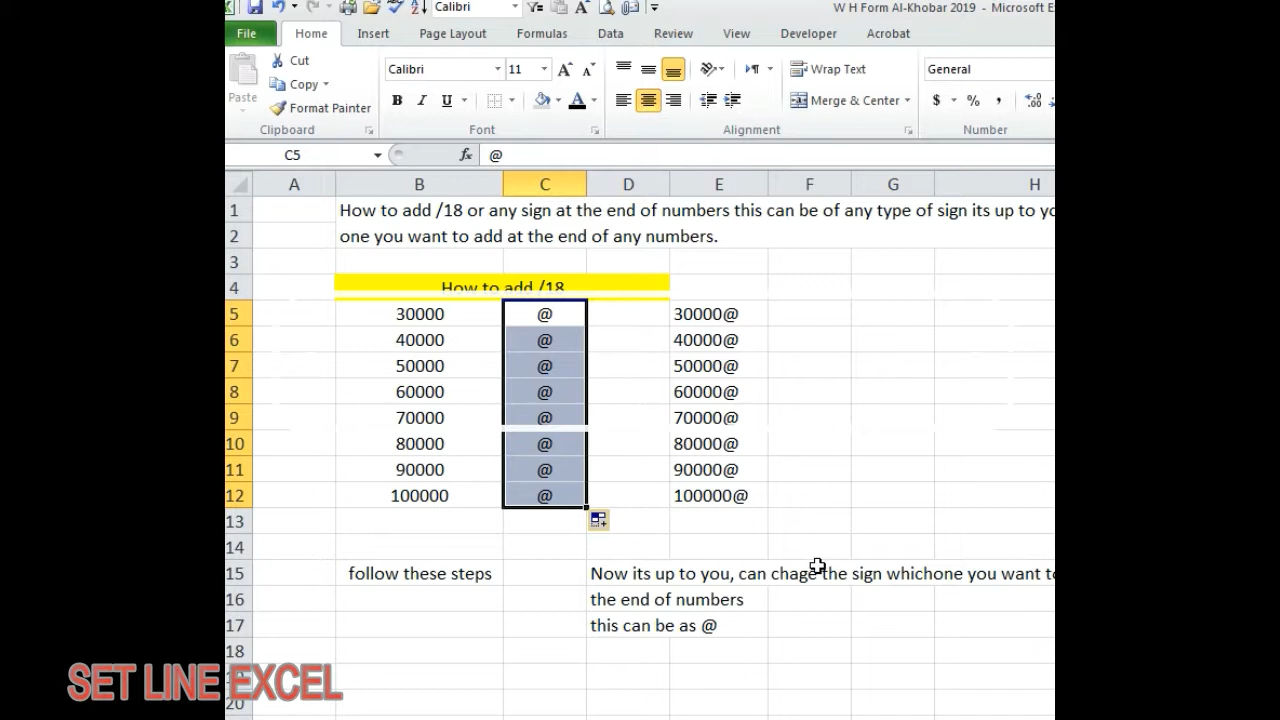 Calibri
W H Form Al-Khobar 2019 - Microsoft E
File Home Insert Page Layout Formulas Data Review View Developer Acrobat
Cut
Copy
Format Painter
Paste
Calibri 11
B I U A
Wrap Text
Merge & Center
General
$ % ,
Clipboard Font Alignment Number
C5 fx @
A B C D E F G H
1 How to add /18 or any sign at the end of numbers this can be of any type of sign its up to yo
2 one you want to add at the end of any numbers.
3
4 How to add /18
5 30000 @ 30000@
6 40000 @ 40000@
7 50000 @ 50000@
8 60000 @ 60000@
9 70000 @ 70000@
10 80000 @ 80000@
11 90000 @ 90000@
12 100000 @ 100000@
13
14
15 follow these steps Now its up to you, can chage the sign whichone you want to
16 the end of numbers
17 this can be as @
18
20
SET LINE EXCEL